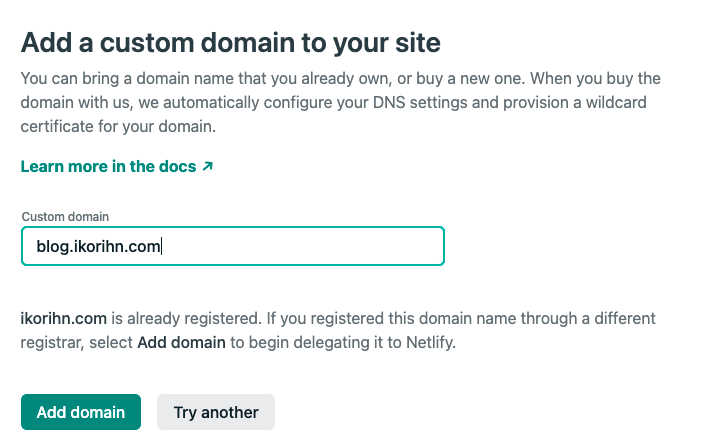 Add a custom domain to your site
You can bring a domain name that you already own, or buy a new one. When you buy the
domain with us, we automatically configure your DNS settings and provision a wildcard
certificate for your domain.
Learn more in the docs ↗
Custom domain
blog.ikorihn.com
ikorihn.com is already registered. If you registered this domain name through a different
registrar, select Add domain to begin delegating it to Netlify.
Add domain Try another